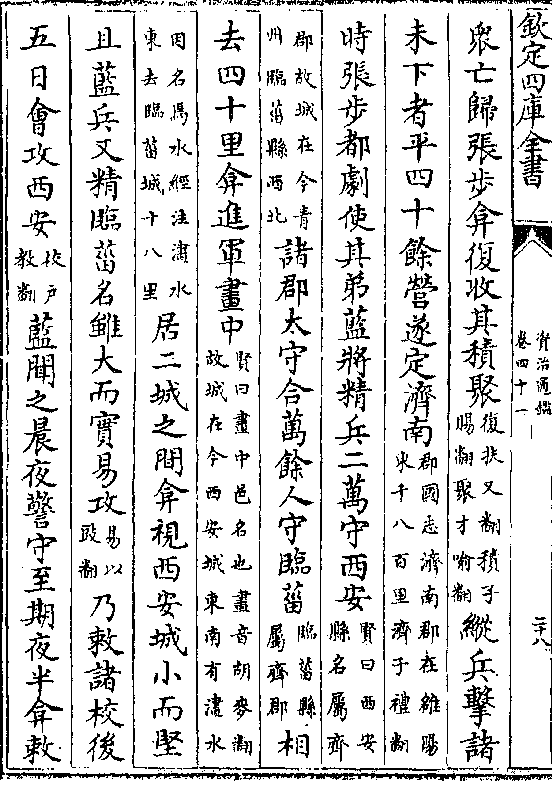 欽定四庫全書
資治通鑑
卷四十一
二十八
衆亡歸張步弇復收其積聚復扶又翻積子賜翻聚才喻翻縱兵擊諸
未下者平四十餘營遂定濟南郡國志濟南郡在雒陽東千八百里濟子禮翻
時張步都劇使其弟藍將精兵二萬守西安賢曰西安縣名屬齊
郡故城在今青州臨菑縣西北諸郡太守合萬餘人守臨菑臨菑縣屬齊郡相
去四十里弇進軍畫中賢曰畫中邑名也畫音胡麥翻故城在今西安城東南有澅水
因名焉水經注澅水東去臨菑城十八里居二城之間弇視西安城小而堅
且藍兵又精臨菑名雖大而實易攻易以豉翻乃敕諸校後
五日會攻西安校戶教翻藍聞之晨夜警守至期夜半弇敕